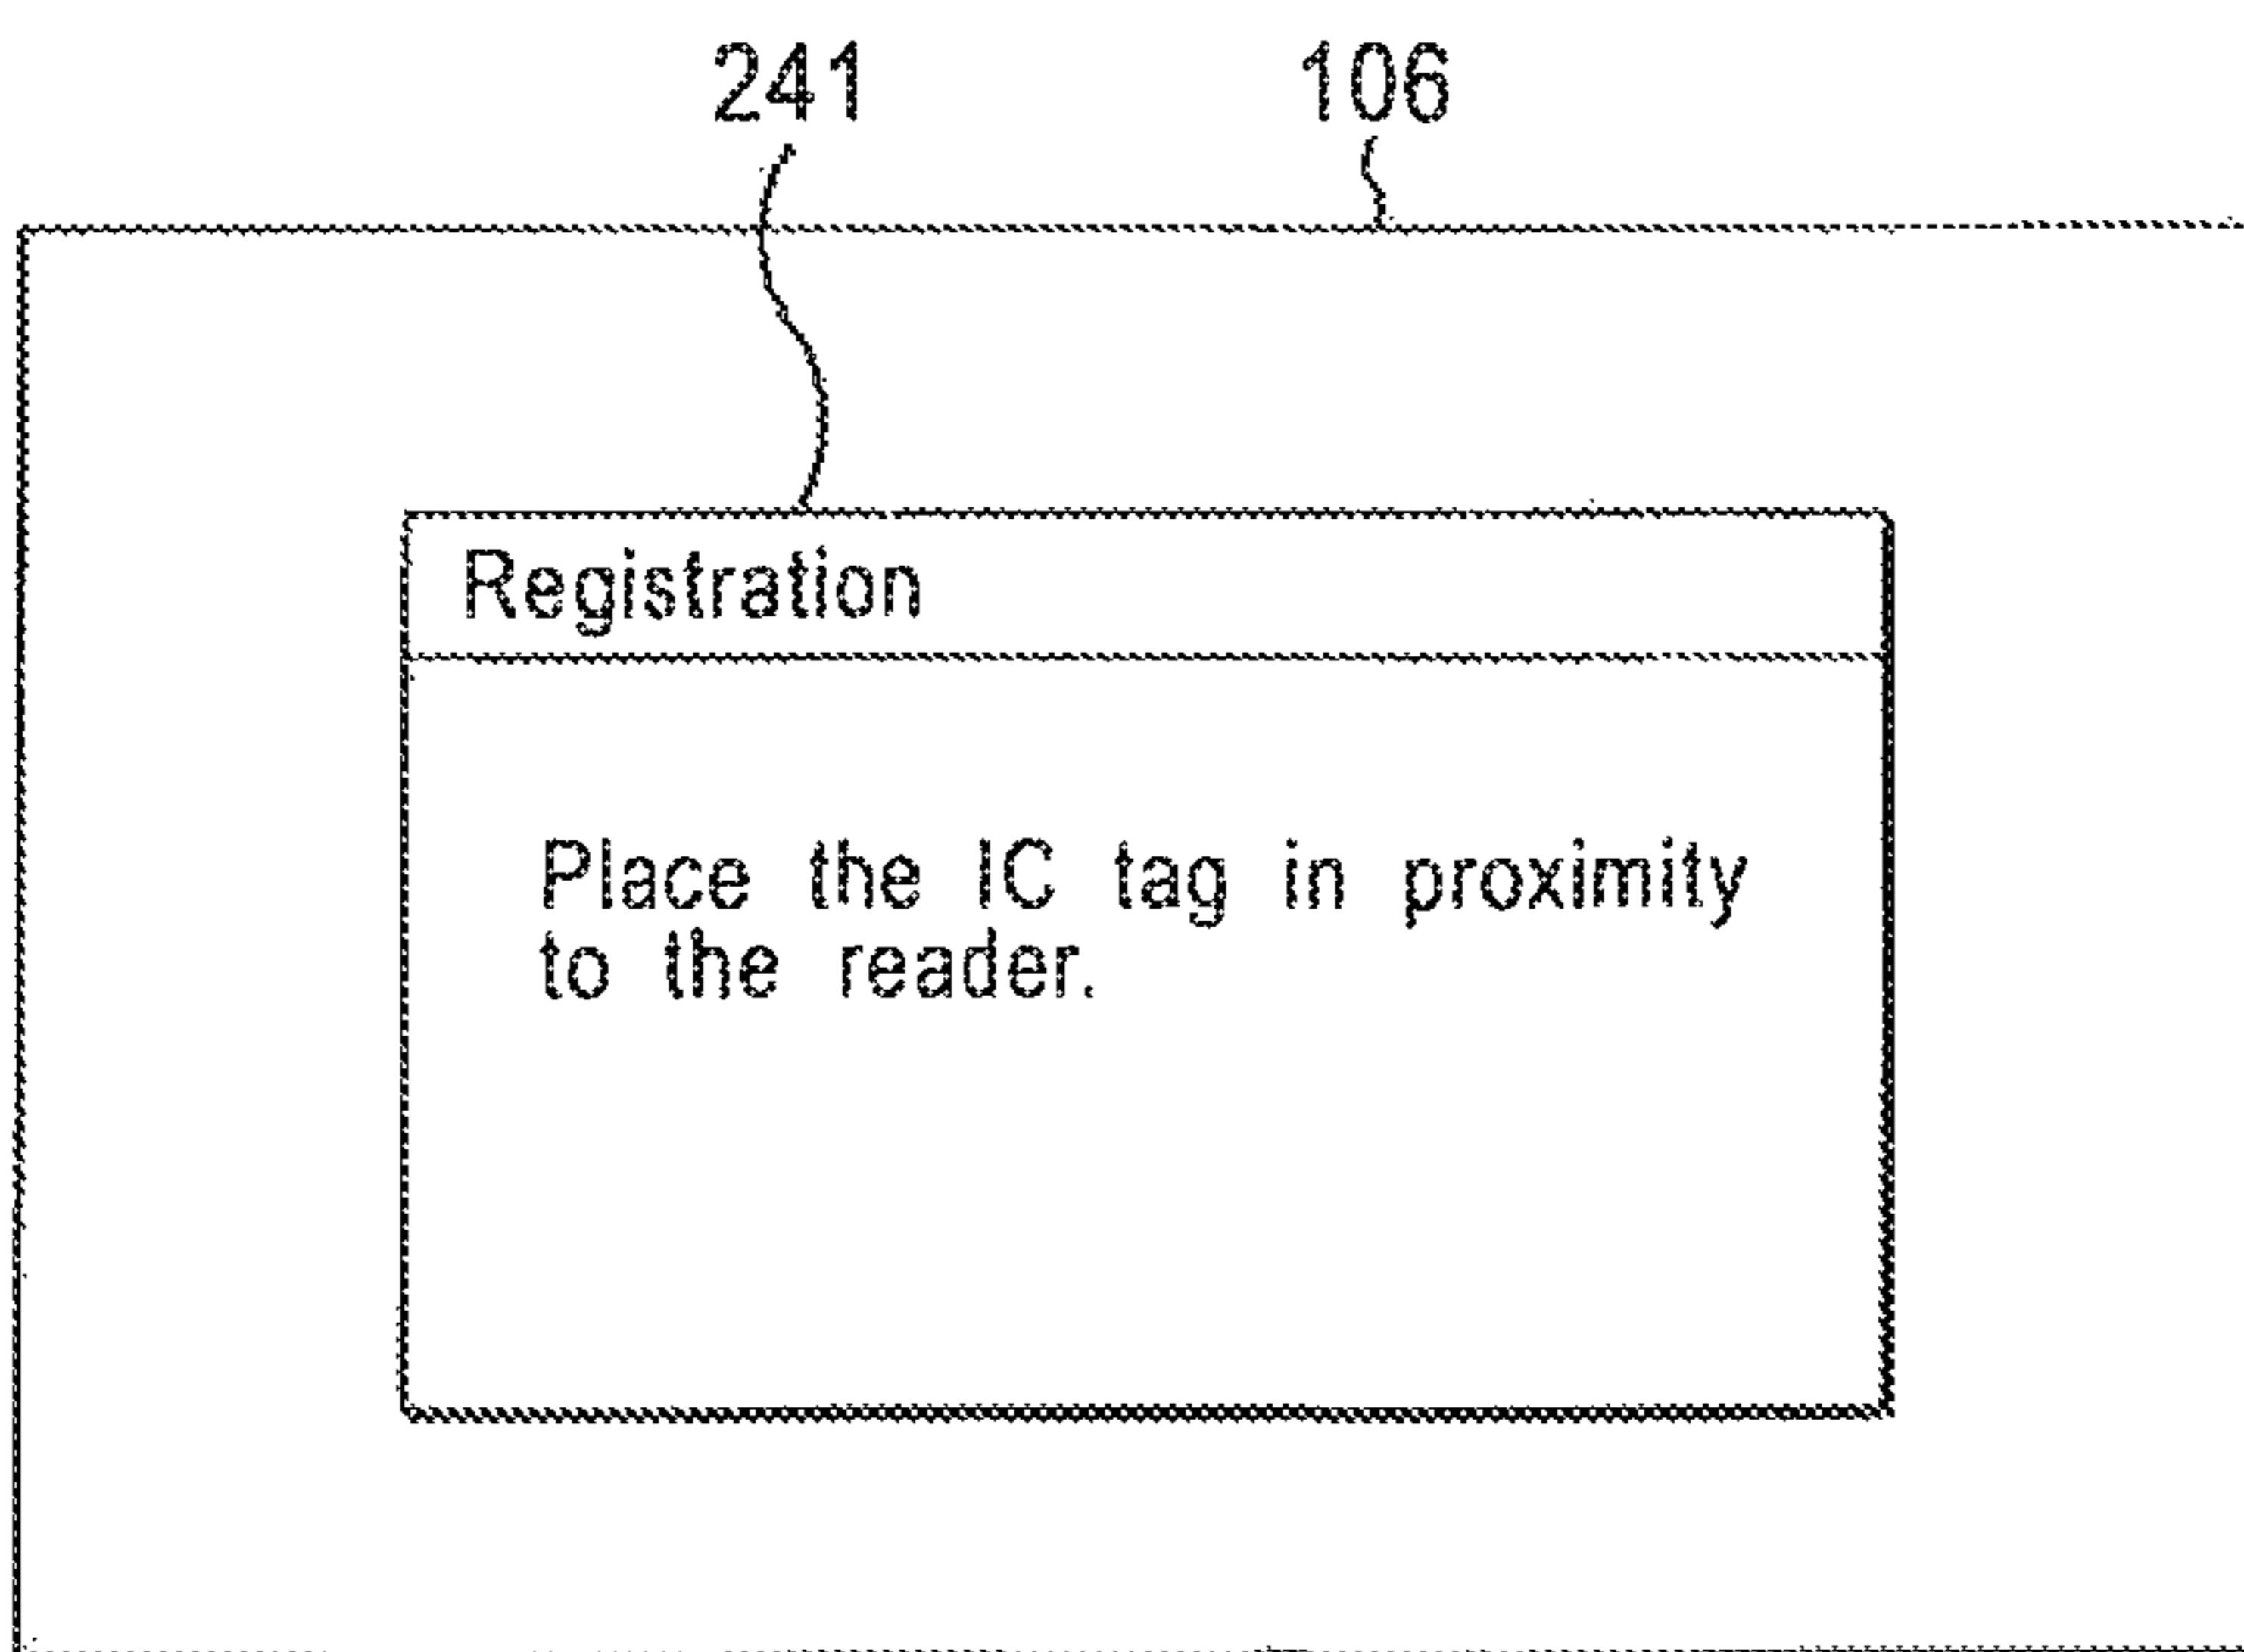 241 106
Registration
Place the IC tag in proximity
to the reader.